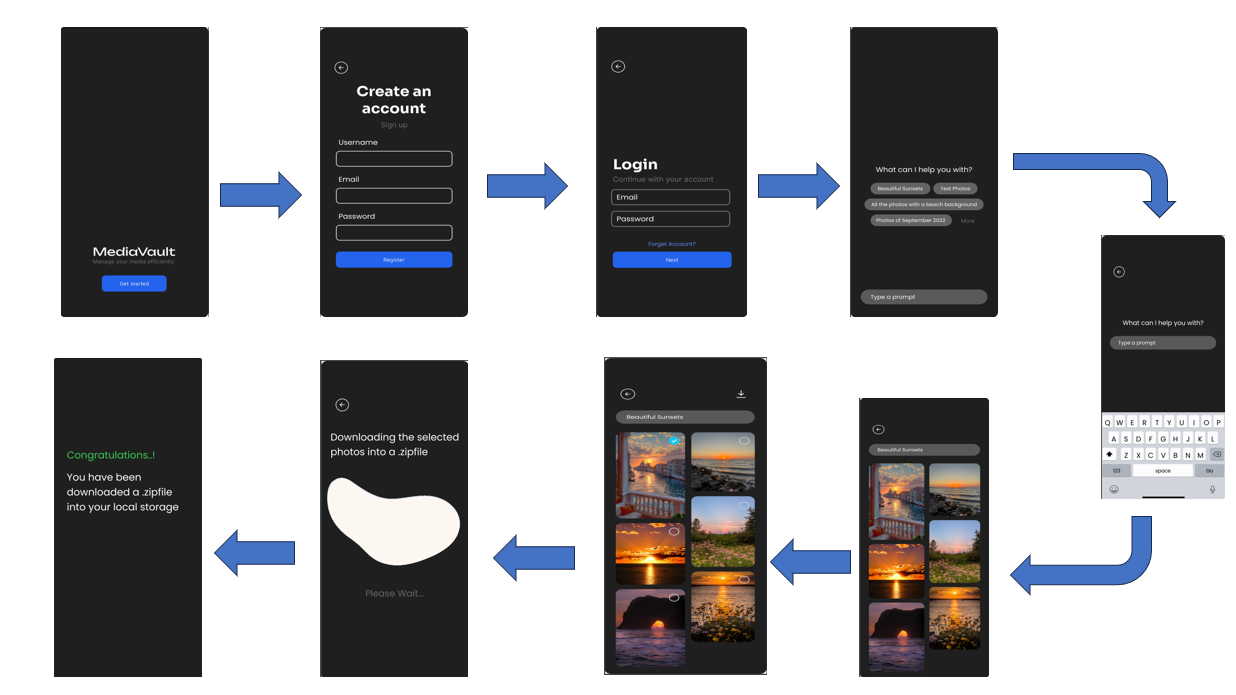 MediaVault
Manage your media efficiently
Get started
Create an
account
Sign up
Username
Email
Password
Register
Login
Continue with your account
Email
Password
Forget Account?
Next
What can I help you with?
Beautiful Sunsets
Text Photos
All the photos with a beach background
Photos of September 2022
More
Type a prompt
What can I help you with?
Type a prompt
Q W E R T Y U I O P
A S D F G H J K L
Z X C V B N M
123 space Go
Beautiful Sunsets
Beautiful Sunsets
Downloading the selected
photos into a .zipfile
Please Wait...
Congratulations..!
You have been
downloaded a .zipfile
into your local storage